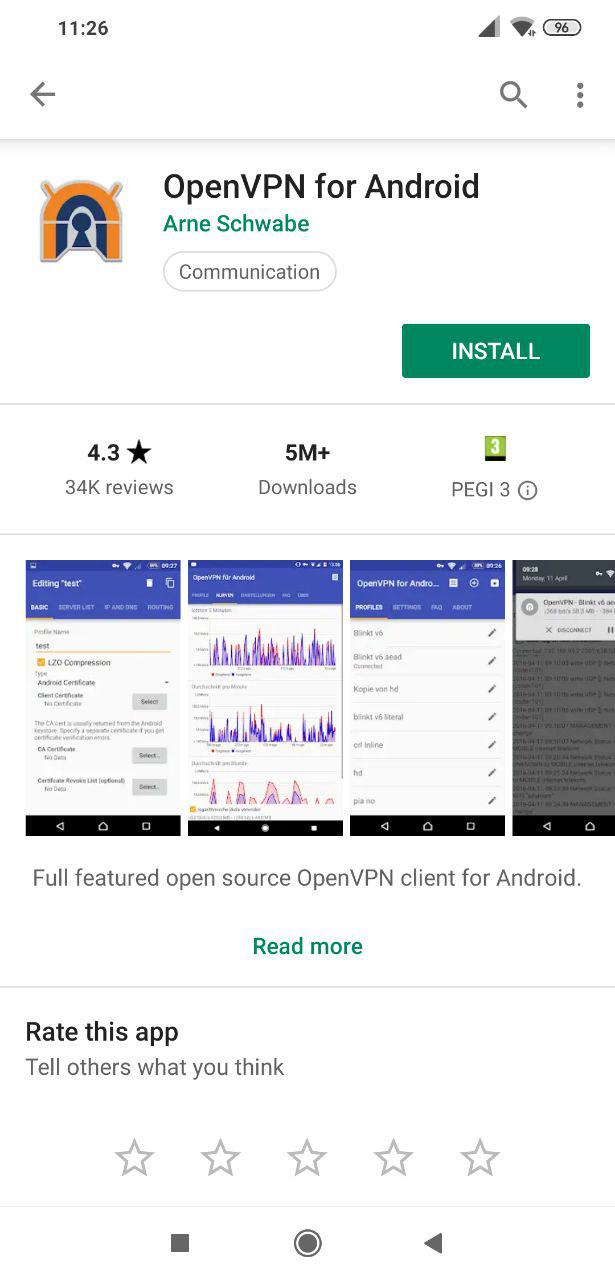 11:26
96
OpenVPN for Android
Arne Schwabe
Communication
INSTALL
4.3 ★
34K reviews
5M+
Downloads
3
PEGI 3
09:27
Editing "test"
BASIC SERVER LIST IP AND DNS ROUTING
Profile Name
test
LZO Compression
Type
Android Certificate
Client Certificate
No Certificate
Select
The CA cert is usually returned from the Android
keystore. Specify a separate certificate if you get
certificate verification errors.
CA Certificate
No Data
Select...
Certificate Revoke List (optional)
No Data
Select...
OpenVPN für Android
PROFILE KURVEN EINSTELLUNGEN FAQ ÜBER
letzten 5 Minuten
Durchschnitt pro Minute
Durchschnitt pro Stunde
logarithmische Skala verwenden
09:26
OpenVPN for Andro...
PROFILES SETTINGS FAQ ABOUT
Blinkt v6
Blinkt v6 aead
Connected
Kopie von hd
blinkt v6 literal
crl inline
hd
pia no
09:28
Monday, 11 April
OpenVPN - Blinkt v6 ae
DISCONNECT
Full featured open source OpenVPN client for Android.
Read more
Rate this app
Tell others what you think